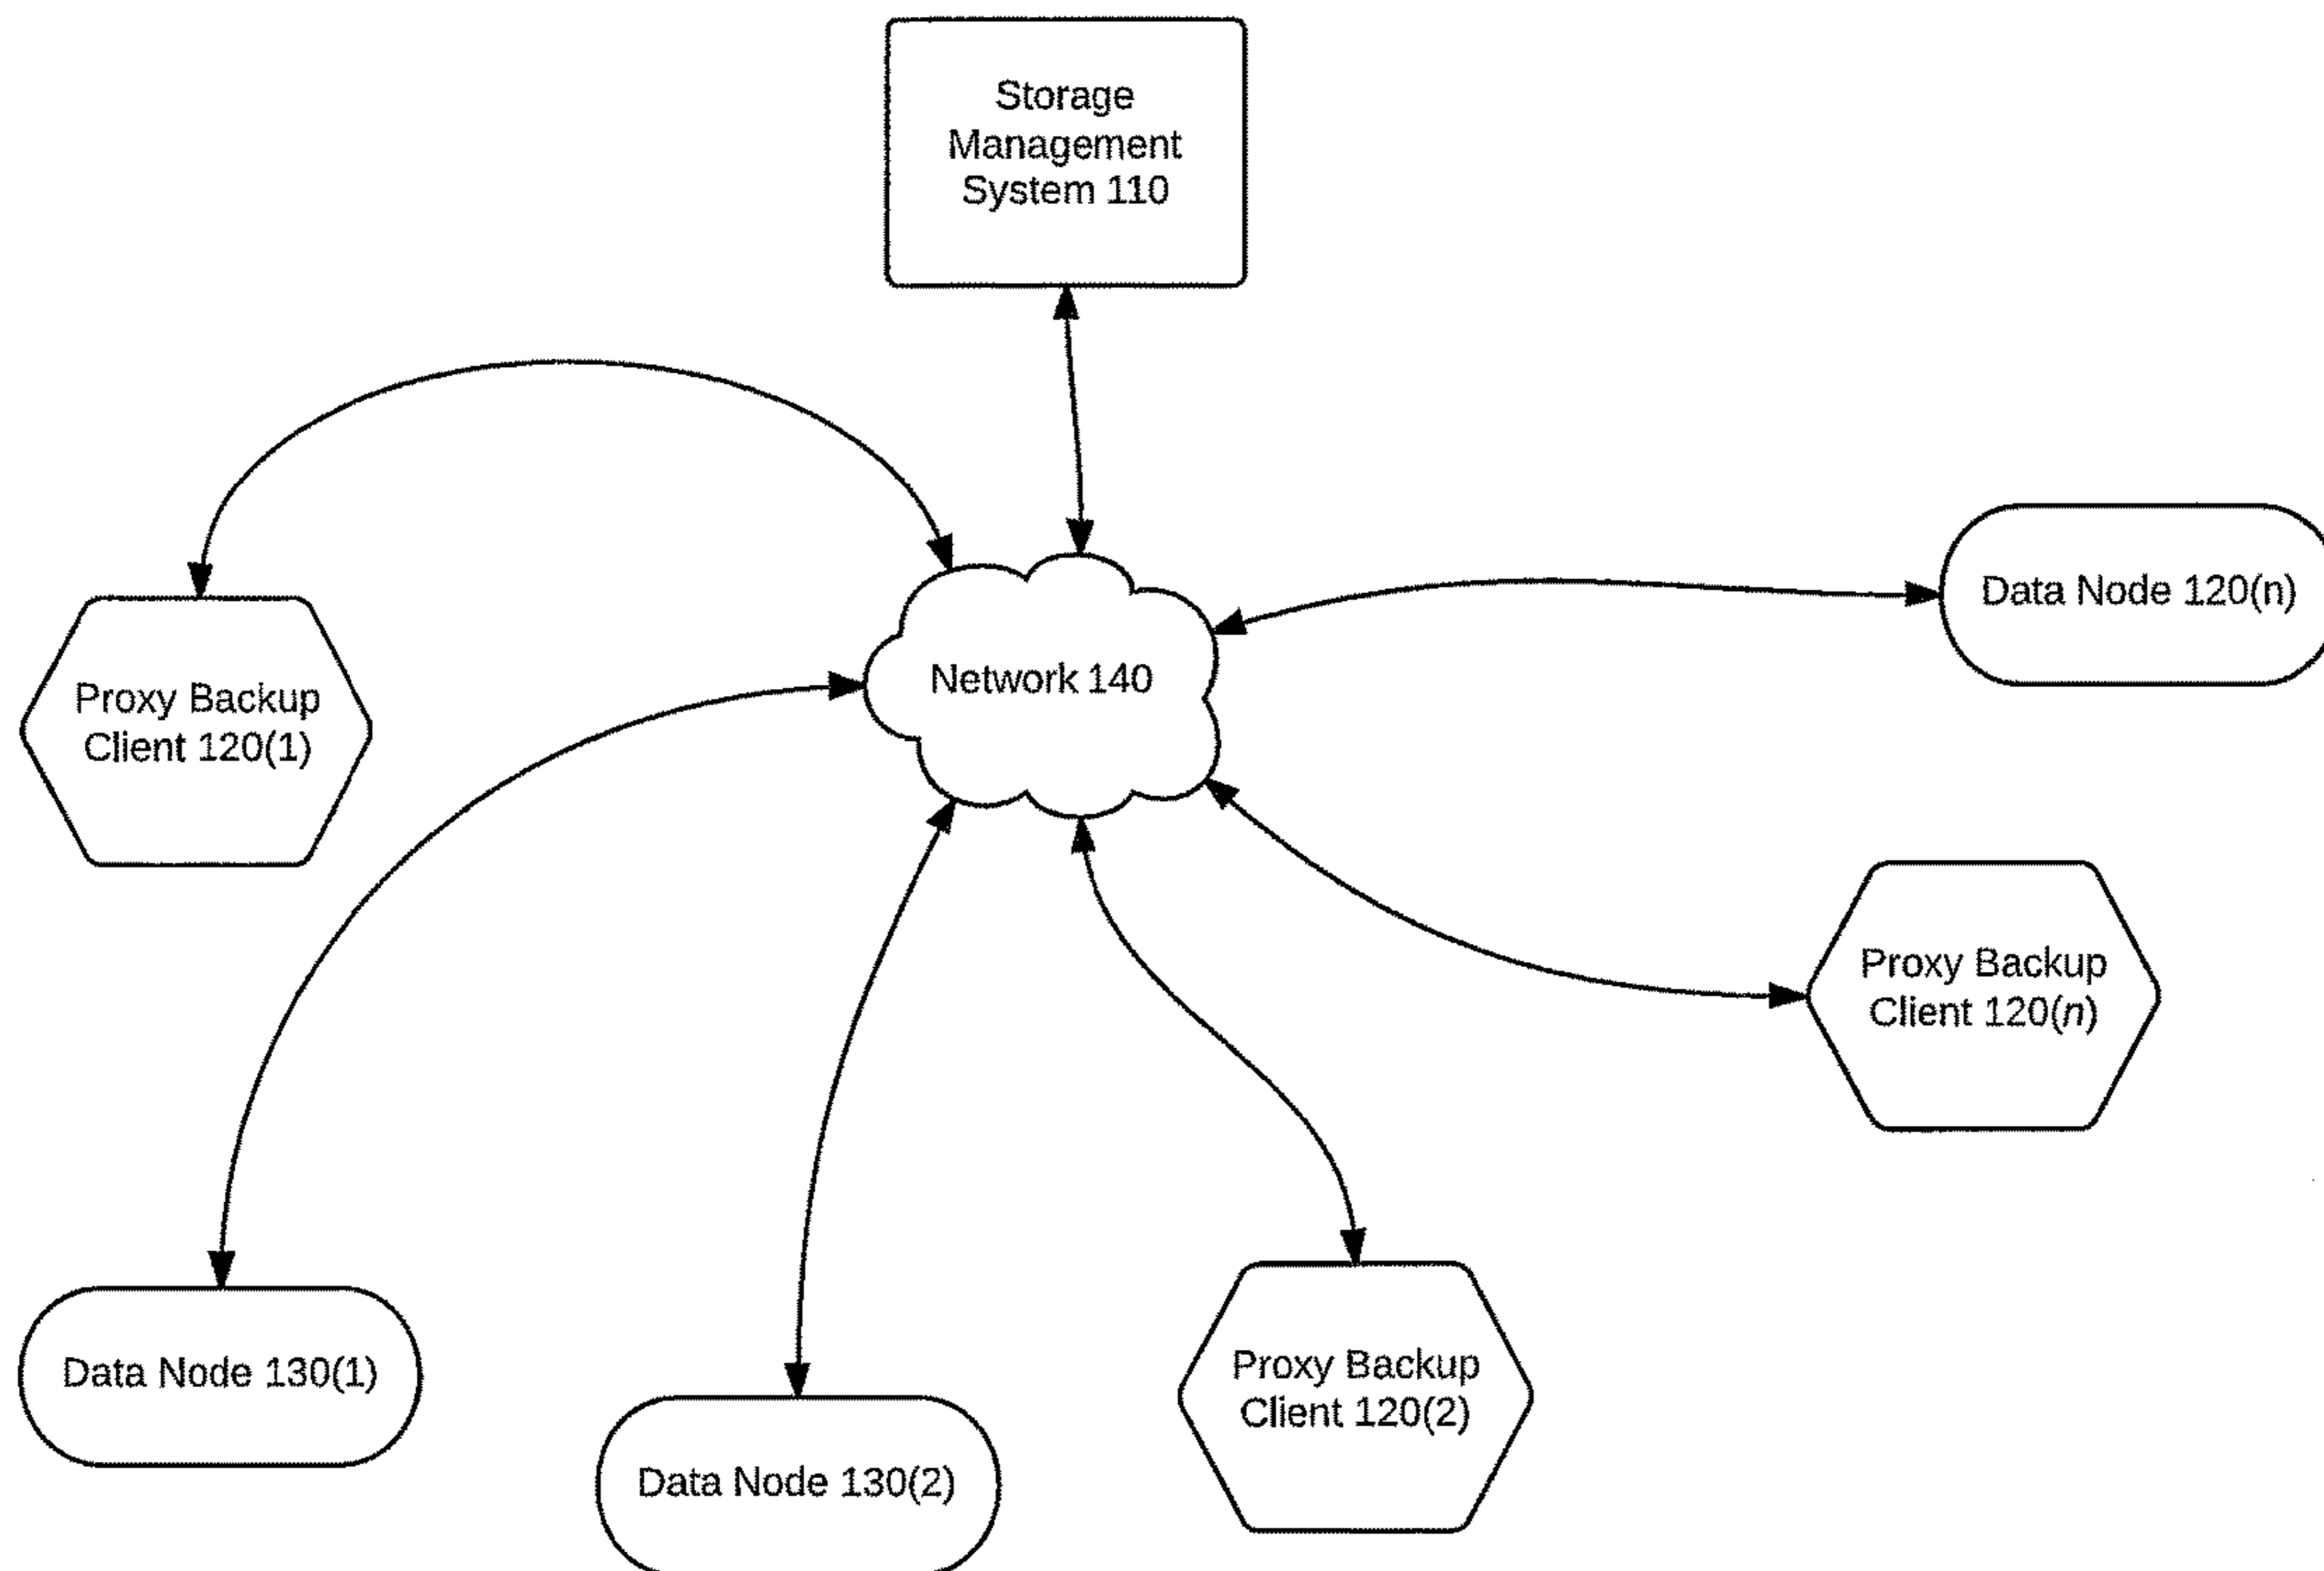 Storage
Management
System 110
Data Node 120(n)
Network 140
Proxy Backup
Client 120(1)
Proxy Backup
Client 120(n)
Data Node 130(1)
Proxy Backup
Client 120(2)
Data Node 130(2)